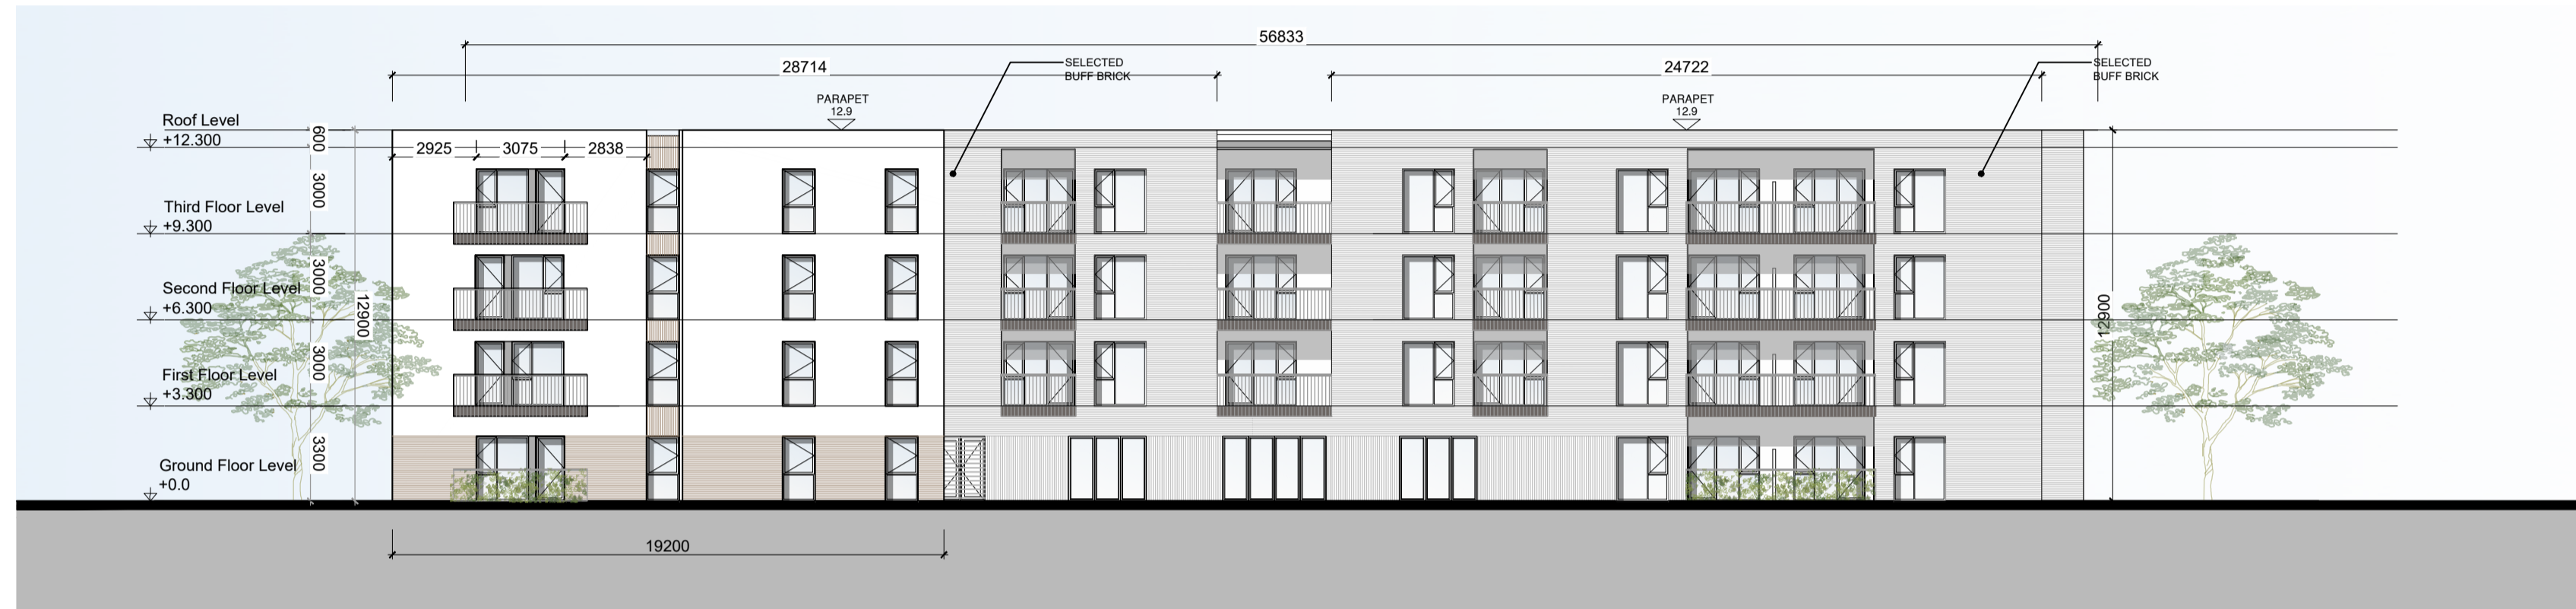 56833
28714
24722
SELECTED
BUFF BRICK
SELECTED
BUFF BRICK
PARAPET
12.9
PARAPET
12.9
Roof Level
+12.300
600
2925
3075
2838
3000
Third Floor Level
+9.300
3000
Second Floor Level
+6.300
12900
12900
3000
First Floor Level
+3.300
3300
Ground Floor Level
+0.0
19200